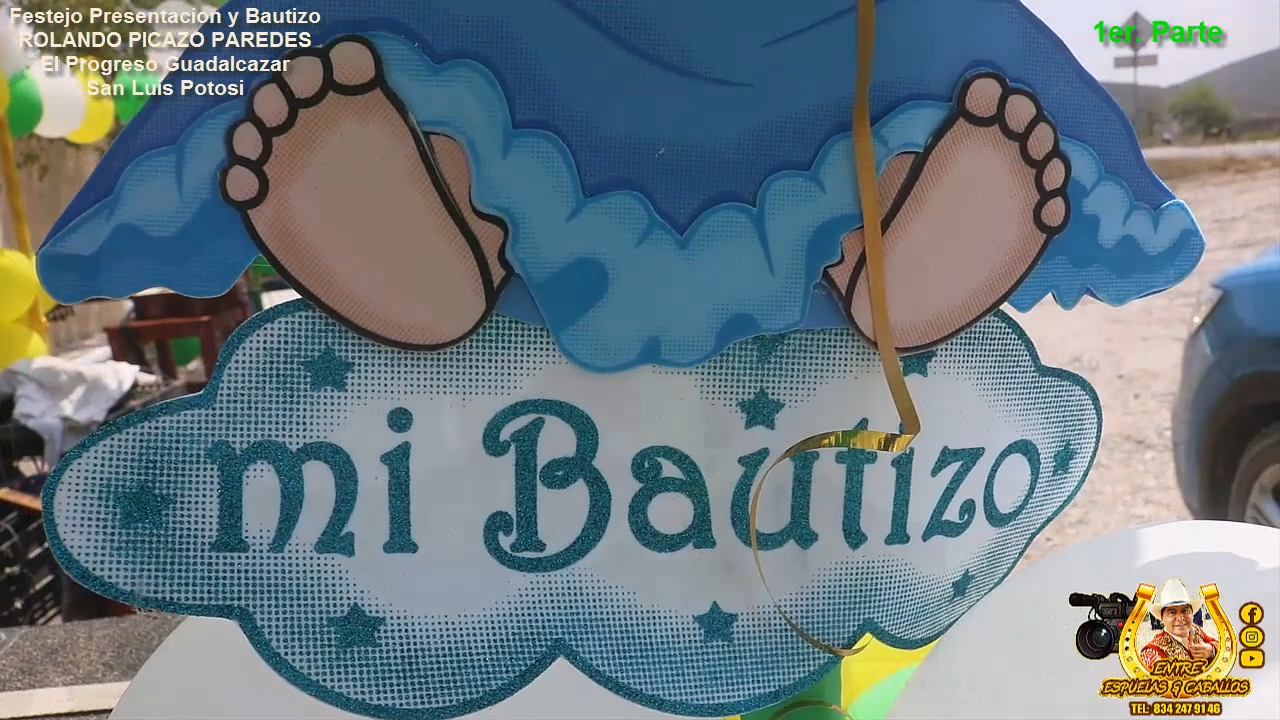 Festejo Presentacion y Bautizo
ROLANDO PICAZO PAREDES
El Progreso Guadalcazar
San Luis Potosi
1er. Parte
mi Bautizo
ENTRE
ESPUELAS Y CABALLOS
TEL: 834 247 91 46